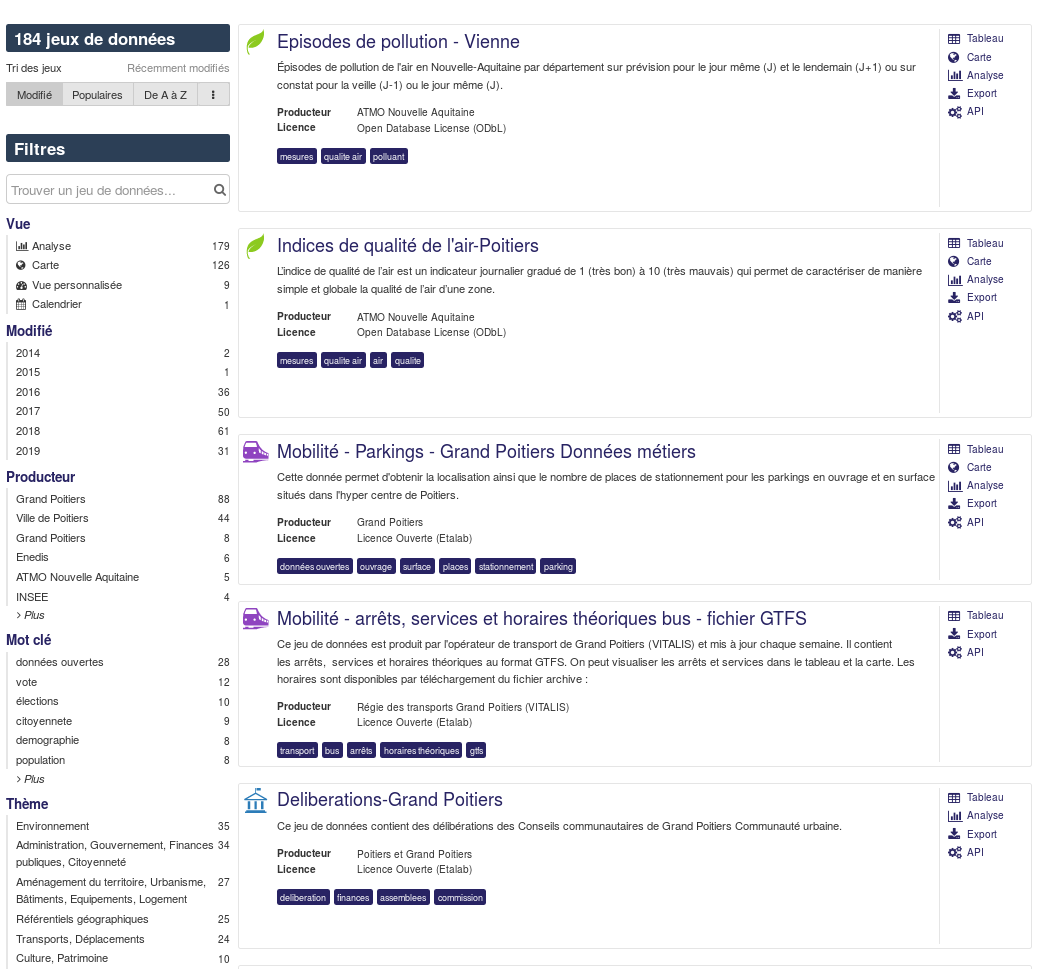 184 jeux de données
Tri des jeux Récemment modifiés
Modifié Populaires De A à Z
Filtres
Trouver un jeu de données...
Vue
Analyse 179
Carte 126
Vue personnalisée 9
Calendrier 1
Modifié
2014 2
2015 1
2016 36
2017 50
2018 61
2019 31
Producteur
Grand Poitiers 88
Ville de Poitiers 44
Grand Poitiers 8
Enedis 6
ATMO Nouvelle Aquitaine 5
INSEE 4
> Plus
Mot clé
données ouvertes 28
vote 12
élections 10
citoyennete 9
demographie 8
population 8
> Plus
Thème
Environnement 35
Administration, Gouvernement, Finances 34
publiques, Citoyenneté
Aménagement du territoire, Urbanisme, 27
Bâtiments, Equipements, Logement
Référentiels géographiques 25
Transports, Déplacements 24
Culture, Patrimoine 10
Episodes de pollution - Vienne
Épisodes de pollution de l'air en Nouvelle-Aquitaine par département sur prévision pour le jour même (J) et le lendemain (J+1) ou sur
constat pour la veille (J-1) ou le jour même (J).
Producteur ATMO Nouvelle Aquitaine
Licence Open Database License (ODbL)
mesures qualite air polluant
Tableau
Carte
Analyse
Export
API
Indices de qualité de l'air-Poitiers
L'indice de qualité de l'air est un indicateur journalier gradué de 1 (très bon) à 10 (très mauvais) qui permet de caractériser de manière
simple et globale la qualité de l'air d'une zone.
Producteur ATMO Nouvelle Aquitaine
Licence Open Database License (ODbL)
mesures qualite air air qualite
Tableau
Carte
Analyse
Export
API
Mobilité - Parkings - Grand Poitiers Données métiers
Cette donnée permet d'obtenir la localisation ainsi que le nombre de places de stationnement pour les parkings en ouvrage et en surface
situés dans l'hyper centre de Poitiers.
Producteur Grand Poitiers
Licence Licence Ouverte (Etalab)
données ouvertes ouvrage surface places stationnement parking
Tableau
Carte
Analyse
Export
API
Mobilité - arrêts, services et horaires théoriques bus - fichier GTFS
Ce jeu de données est produit par l'opérateur de transport de Grand Poitiers (VITALIS) et mis à jour chaque semaine. Il contient
les arrêts, services et horaires théoriques au format GTFS. On peut visualiser les arrêts et services dans le tableau et la carte. Les
horaires sont disponibles par téléchargement du fichier archive :
Producteur Régie des transports Grand Poitiers (VITALIS)
Licence Licence Ouverte (Etalab)
transport bus arrêts horaires théoriques gtfs
Tableau
Export
API
Deliberations-Grand Poitiers
Ce jeu de données contient des délibérations des Conseils communautaires de Grand Poitiers Communauté urbaine.
Producteur Poitiers et Grand Poitiers
Licence Licence Ouverte (Etalab)
deliberation finances assemblees commission
Tableau
Analyse
Export
API